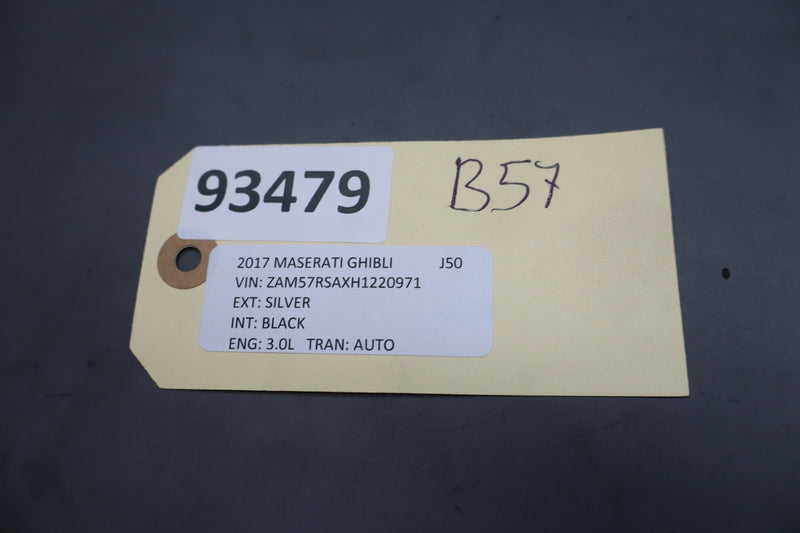 93479
B57
2017 MASERATI GHIBLI J50
VIN: ZAM57RSAXH1220971
EXT: SILVER
INT: BLACK
ENG: 3.0L TRAN: AUTO